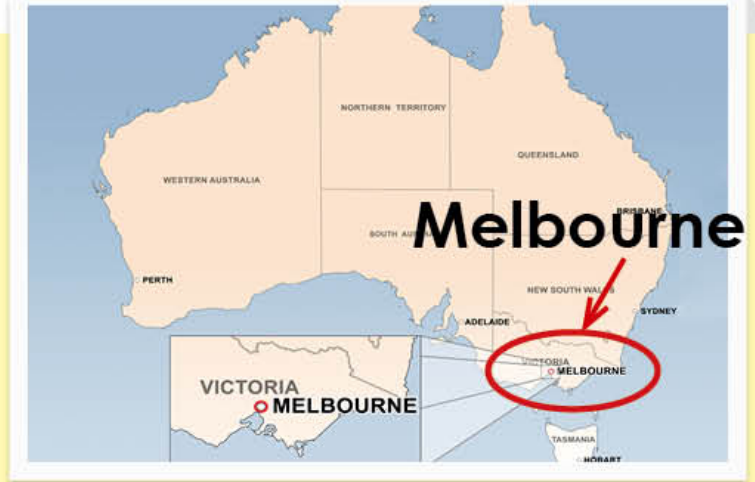 NORTHERN TERRITORY
QUEENSLAND
WESTERN AUSTRALIA
BRISBANE
Melbourne
SOUTH AUSTRALIA
PERTH
NEW SOUTH WALES
SYDNEY
ADELAIDE
VICTORIA
MELBOURNE
VICTORIA
MELBOURNE
TASMANIA
HOBART